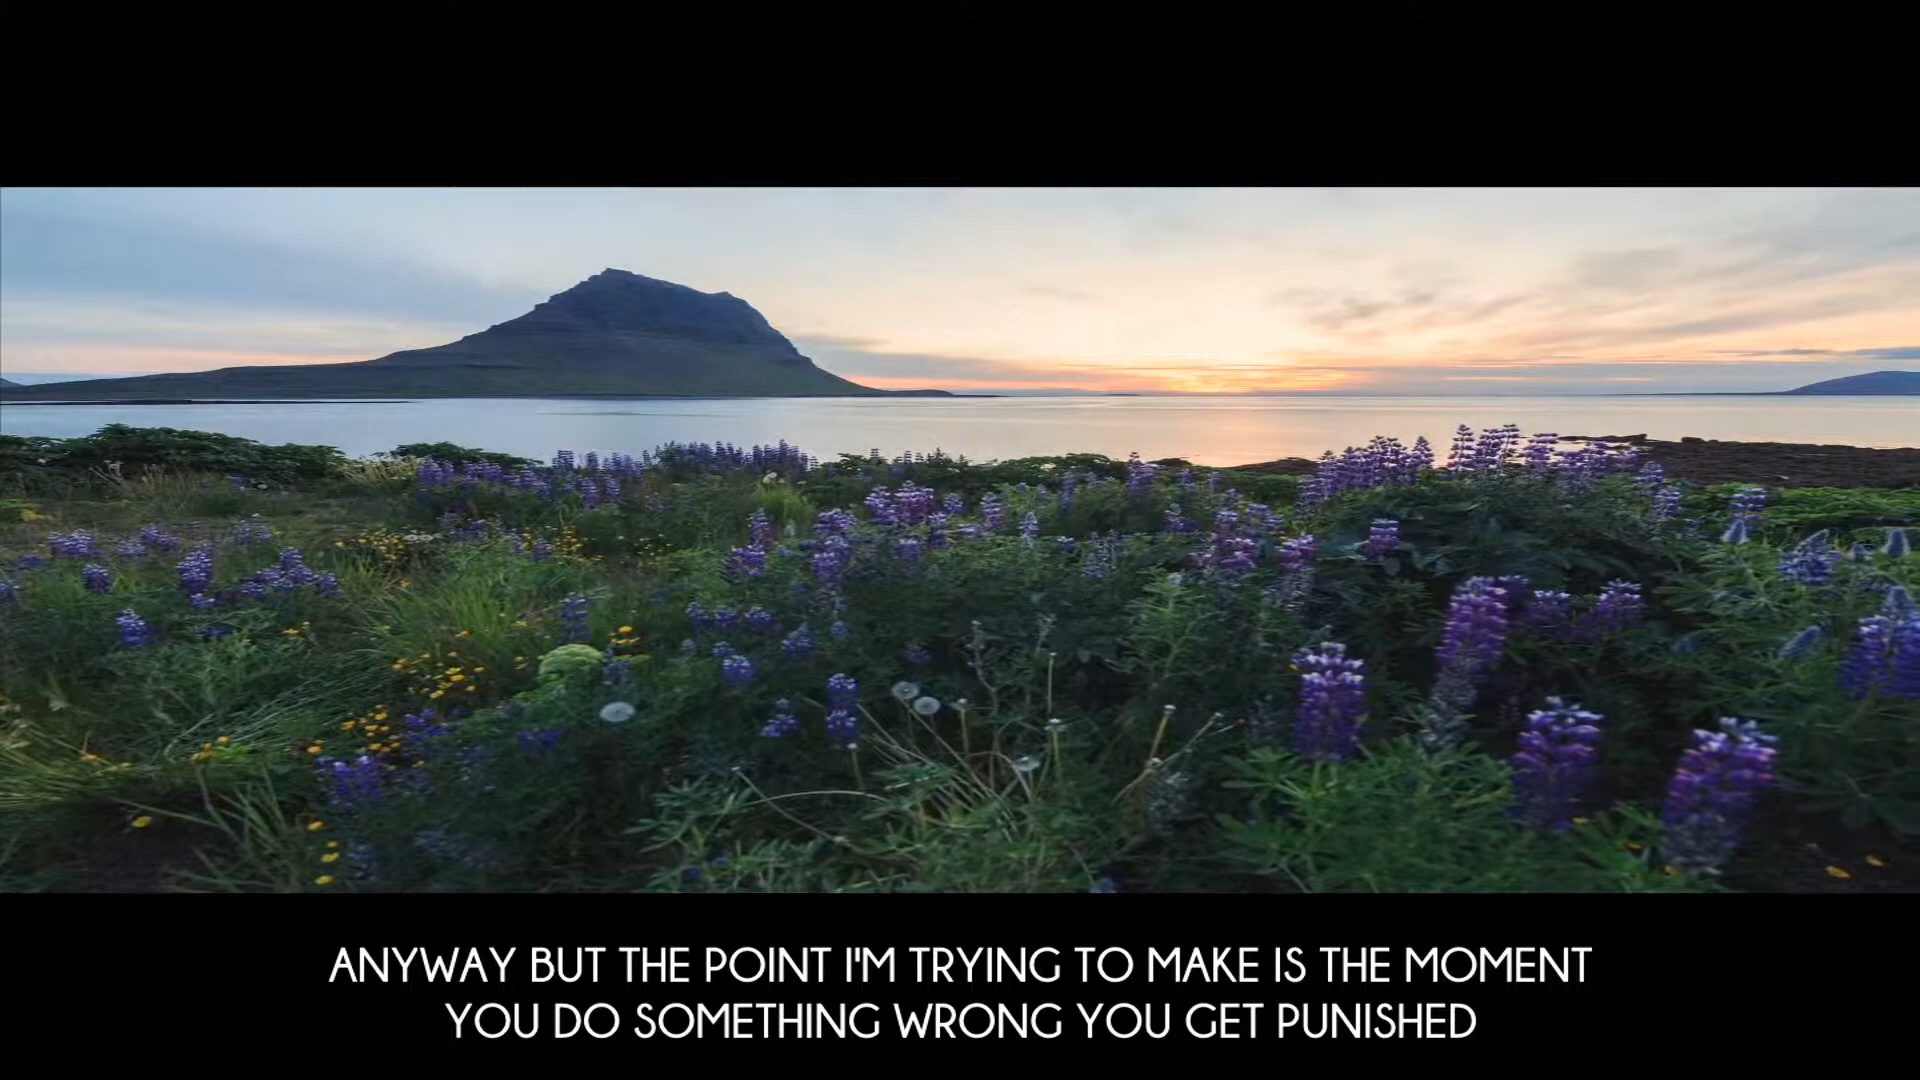 ANYWAY BUT THE POINT I'M TRYING TO MAKE IS THE MOMENT
YOU DO SOMETHING WRONG YOU GET PUNISHED